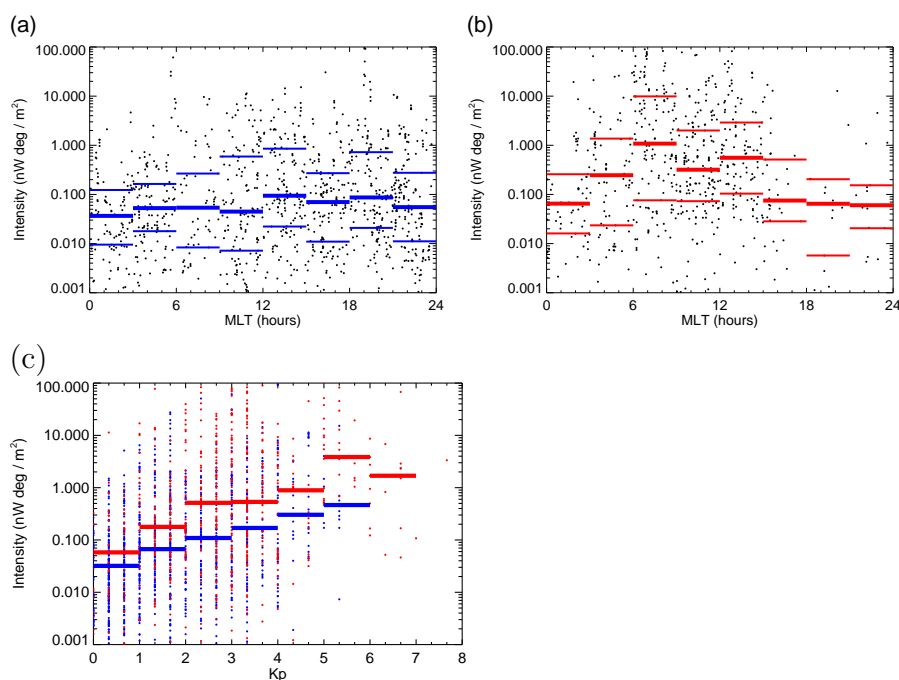 (a)
100.000
10.000
1.000
0.100
0.010
0.001
Intensity (nW deg / m²)
0 6 12 18 24
MLT (hours)
(b)
100.000
10.000
1.000
0.100
0.010
0.001
Intensity (nW deg / m²)
0 6 12 18 24
MLT (hours)
(c)
100.000
10.000
1.000
0.100
0.010
0.001
Intensity (nW deg / m²)
0 1 2 3 4 5 6 7 8
Kp